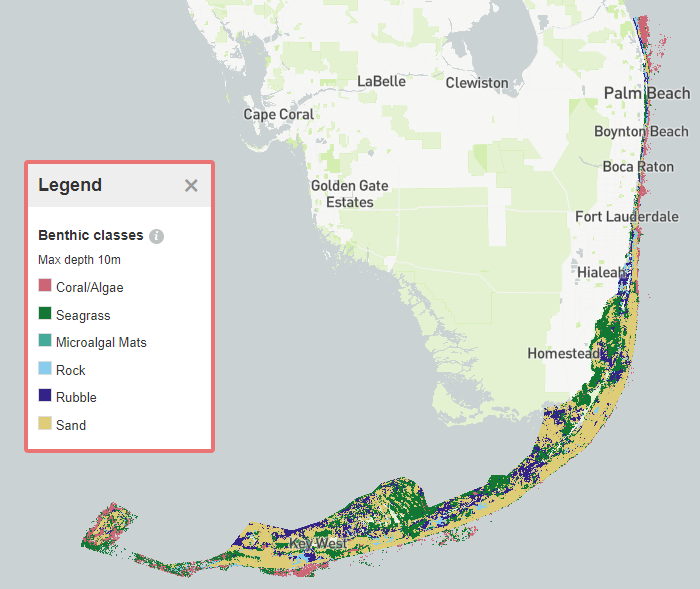 LaBelle
Clewiston
Palm Beach
Cape Coral
Boynton Beach
Legend
Boca Raton
Golden Gate
Estates
Fort Lauderdale
Benthic classes
Max depth 10m
Hialeah
Coral/Algae
Seagrass
Microalgal Mats
Homestead
Rock
Rubble
Sand
Key West